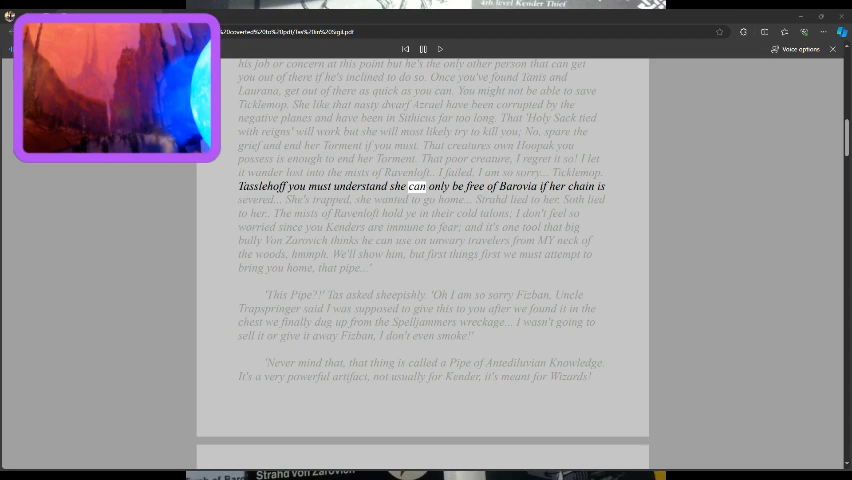 4th level Kender Thief
%20coverted%20to%20pdf/Tas%20in%20Sigil.pdf
Voice options
his job or concern at this point but he's the only other person that can get
you out of there if he's inclined to do so. Once you've found Tanis and
Laurana, get out of there as quick as you can. You might not be able to save
Ticklemop. She like that nasty dwarf Azrael have been corrupted by the
negative planes and have been in Sithicus far too long. That 'Holy Sack tied
with reigns' will work but she will most likely try to kill you; No, spare the
grief and end her Torment if you must. That creatures own Hoopak you
possess is enough to end her Torment. That poor creature, I regret it so! I let
it wander lost into the mists of Ravenloft.. I failed, I am so sorry... Ticklemop.
Tasslehoff you must understand she can only be free of Barovia if her chain is
severed... She's trapped, she wanted to go home... Strahd lied to her. Soth lied
to her.. The mists of Ravenloft hold ye in their cold talons; I don't feel so
worried since you Kenders are immune to fear; and it's one tool that big
bully Von Zarovich thinks he can use on unwary travelers from MY neck of
the woods, hmmph. We'll show him, but first things first we must attempt to
bring you home, that pipe...'
'This Pipe?!' Tas asked sheepishly. 'Oh I am so sorry Fizban, Uncle
Trapspringer said I was supposed to give this to you after we found it in the
chest we finally dug up from the Spelljammers wreckage... I wasn't going to
sell it or give it away Fizban, I don't even smoke!'
'Never mind that, that thing is called a Pipe of Antediluvian Knowledge.
It's a very powerful artifact, not usually for Kender, it's meant for Wizards!
Strahd von Zarovich